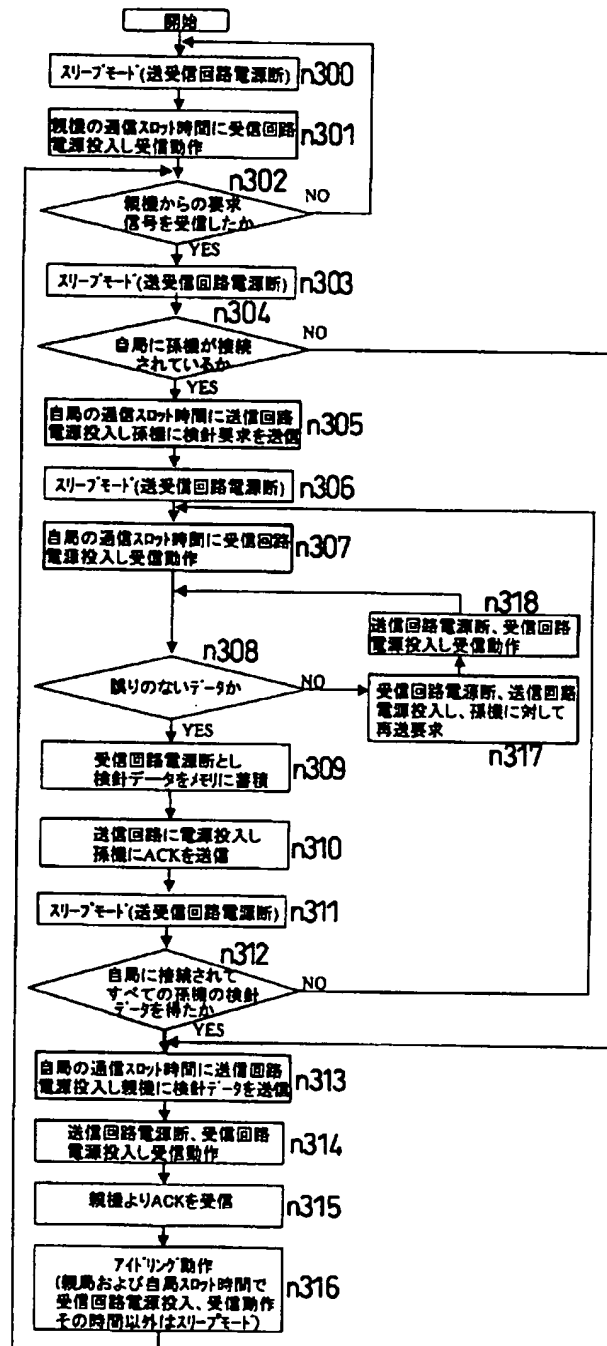 開始
スリープモード(送受信回路電源断)
n300
親機の通信スロット時間に受信回路
電源投入し受信動作
n301
n302
親機からの要求
信号を受信したか
NO
YES
スリープモード(送受信回路電源断)
n303
n304
自局に孫機が接続
されているか
NO
YES
自局の通信スロット時間に送信回路
電源投入し孫機に検針要求を送信
n305
スリープモード(送受信回路電源断)
n306
自局の通信スロット時間に受信回路
電源投入し受信動作
n307
n318
送信回路電源断、受信回路
電源投入し受信動作
n308
誤りのないデータか
NO
YES
受信回路電源断、送信回路
電源投入し、孫機に対して
再送要求
n317
受信回路電源断とし
検針データをメモリに蓄積
n309
送信回路に電源投入し
孫機にACKを送信
n310
スリープモード(送受信回路電源断)
n311
n312
自局に接続されて
すべての孫機の検針
データを得たか
NO
YES
自局の通信スロット時間に送信回路
電源投入し親機に検針データを送信
n313
送信回路電源断、受信回路
電源投入し受信動作
n314
親機よりACKを受信
n315
アイドリング動作
(親局および自局スロット時間で
受信回路電源投入、受信動作
その時間以外はスリープモード)
n316